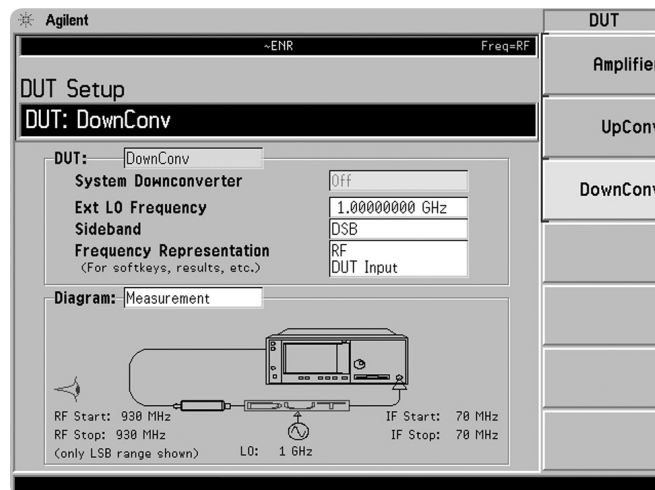 Agilent
DUT
~ENR Freq=RF
DUT Setup
DUT: DownConv
DUT: DownConv
System Downconverter Off
Ext LO Frequency 1.00000000 GHz
Sideband DSB
Frequency Representation RF
(For softkeys, results, etc.) DUT Input
Diagram: Measurement
RF Start: 930 MHz IF Start: 70 MHz
RF Stop: 930 MHz IF Stop: 70 MHz
(only LSB range shown) LO: 1 GHz
Amplifier
UpConv
DownConv